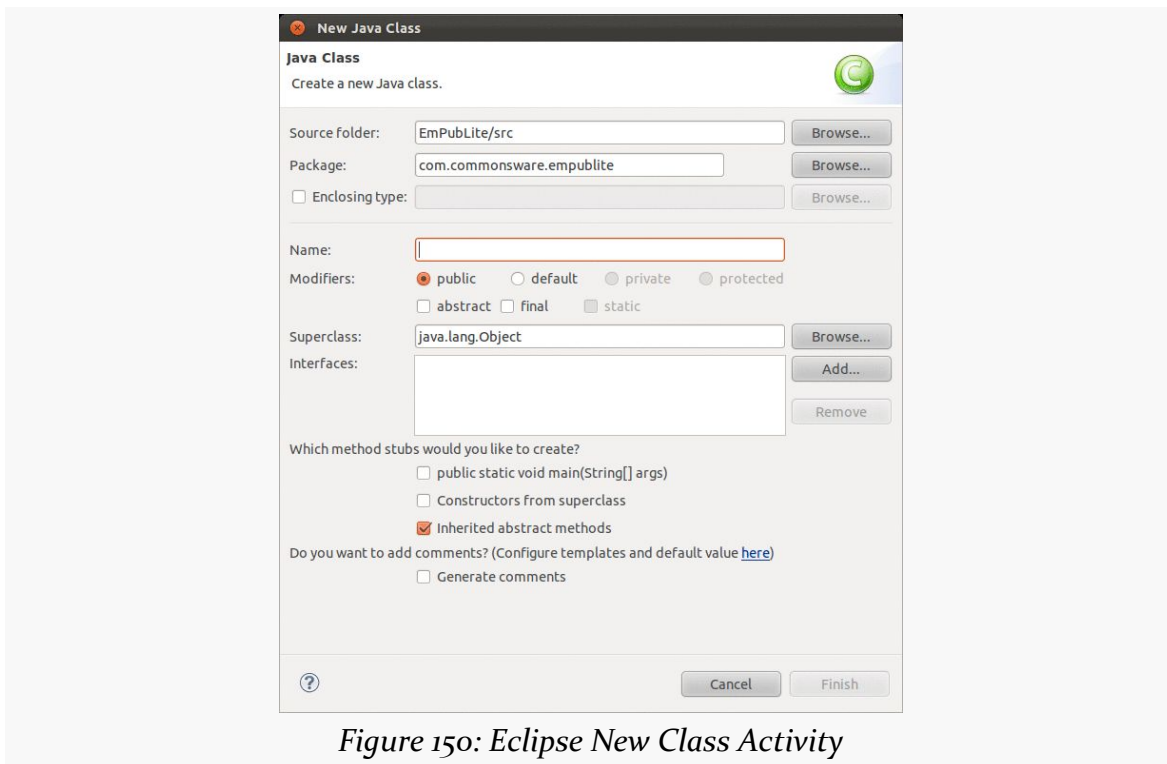 New Java Class
Java Class
Create a new Java class.
C
Source folder: EmPubLite/src Browse...
Package: com.commonsware.empublite Browse...
Enclosing type: Browse...
Name:
Modifiers: public default private protected
abstract final static
Superclass: java.lang.Object Browse...
Interfaces: Add...
Remove
Which method stubs would you like to create?
public static void main(String[] args)
Constructors from superclass
Inherited abstract methods
Do you want to add comments? (Configure templates and default value here)
Generate comments
? Cancel Finish
Figure 150: Eclipse New Class Activity